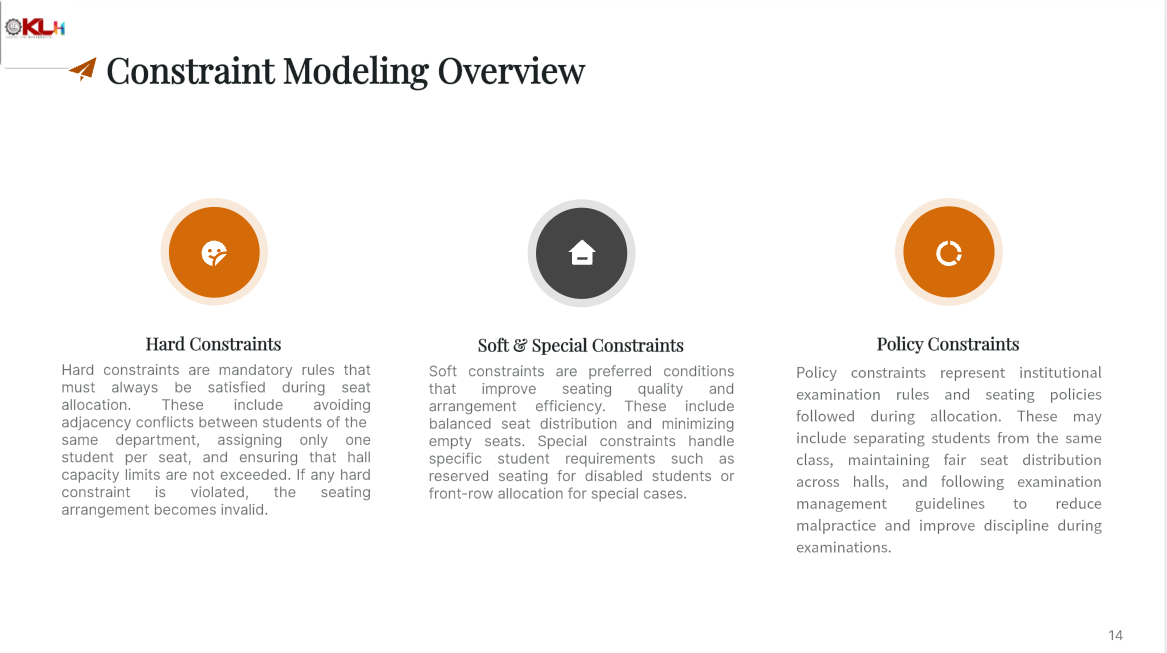 KLH
Constraint Modeling Overview
Hard Constraints
Hard constraints are mandatory rules that
must always be satisfied during seat
allocation. These include avoiding
adjacency conflicts between students of the
same department, assigning only one
student per seat, and ensuring that hall
capacity limits are not exceeded. If any hard
constraint is violated, the seating
arrangement becomes invalid.
Soft & Special Constraints
Soft constraints are preferred conditions
that improve seating quality and
arrangement efficiency. These include
balanced seat distribution and minimizing
empty seats. Special constraints handle
specific student requirements such as
reserved seating for disabled students or
front-row allocation for special cases.
Policy Constraints
Policy constraints represent institutional
examination rules and seating policies
followed during allocation. These may
include separating students from the same
class, maintaining fair seat distribution
across halls, and following examination
management guidelines to reduce
malpractice and improve discipline during
examinations.
14